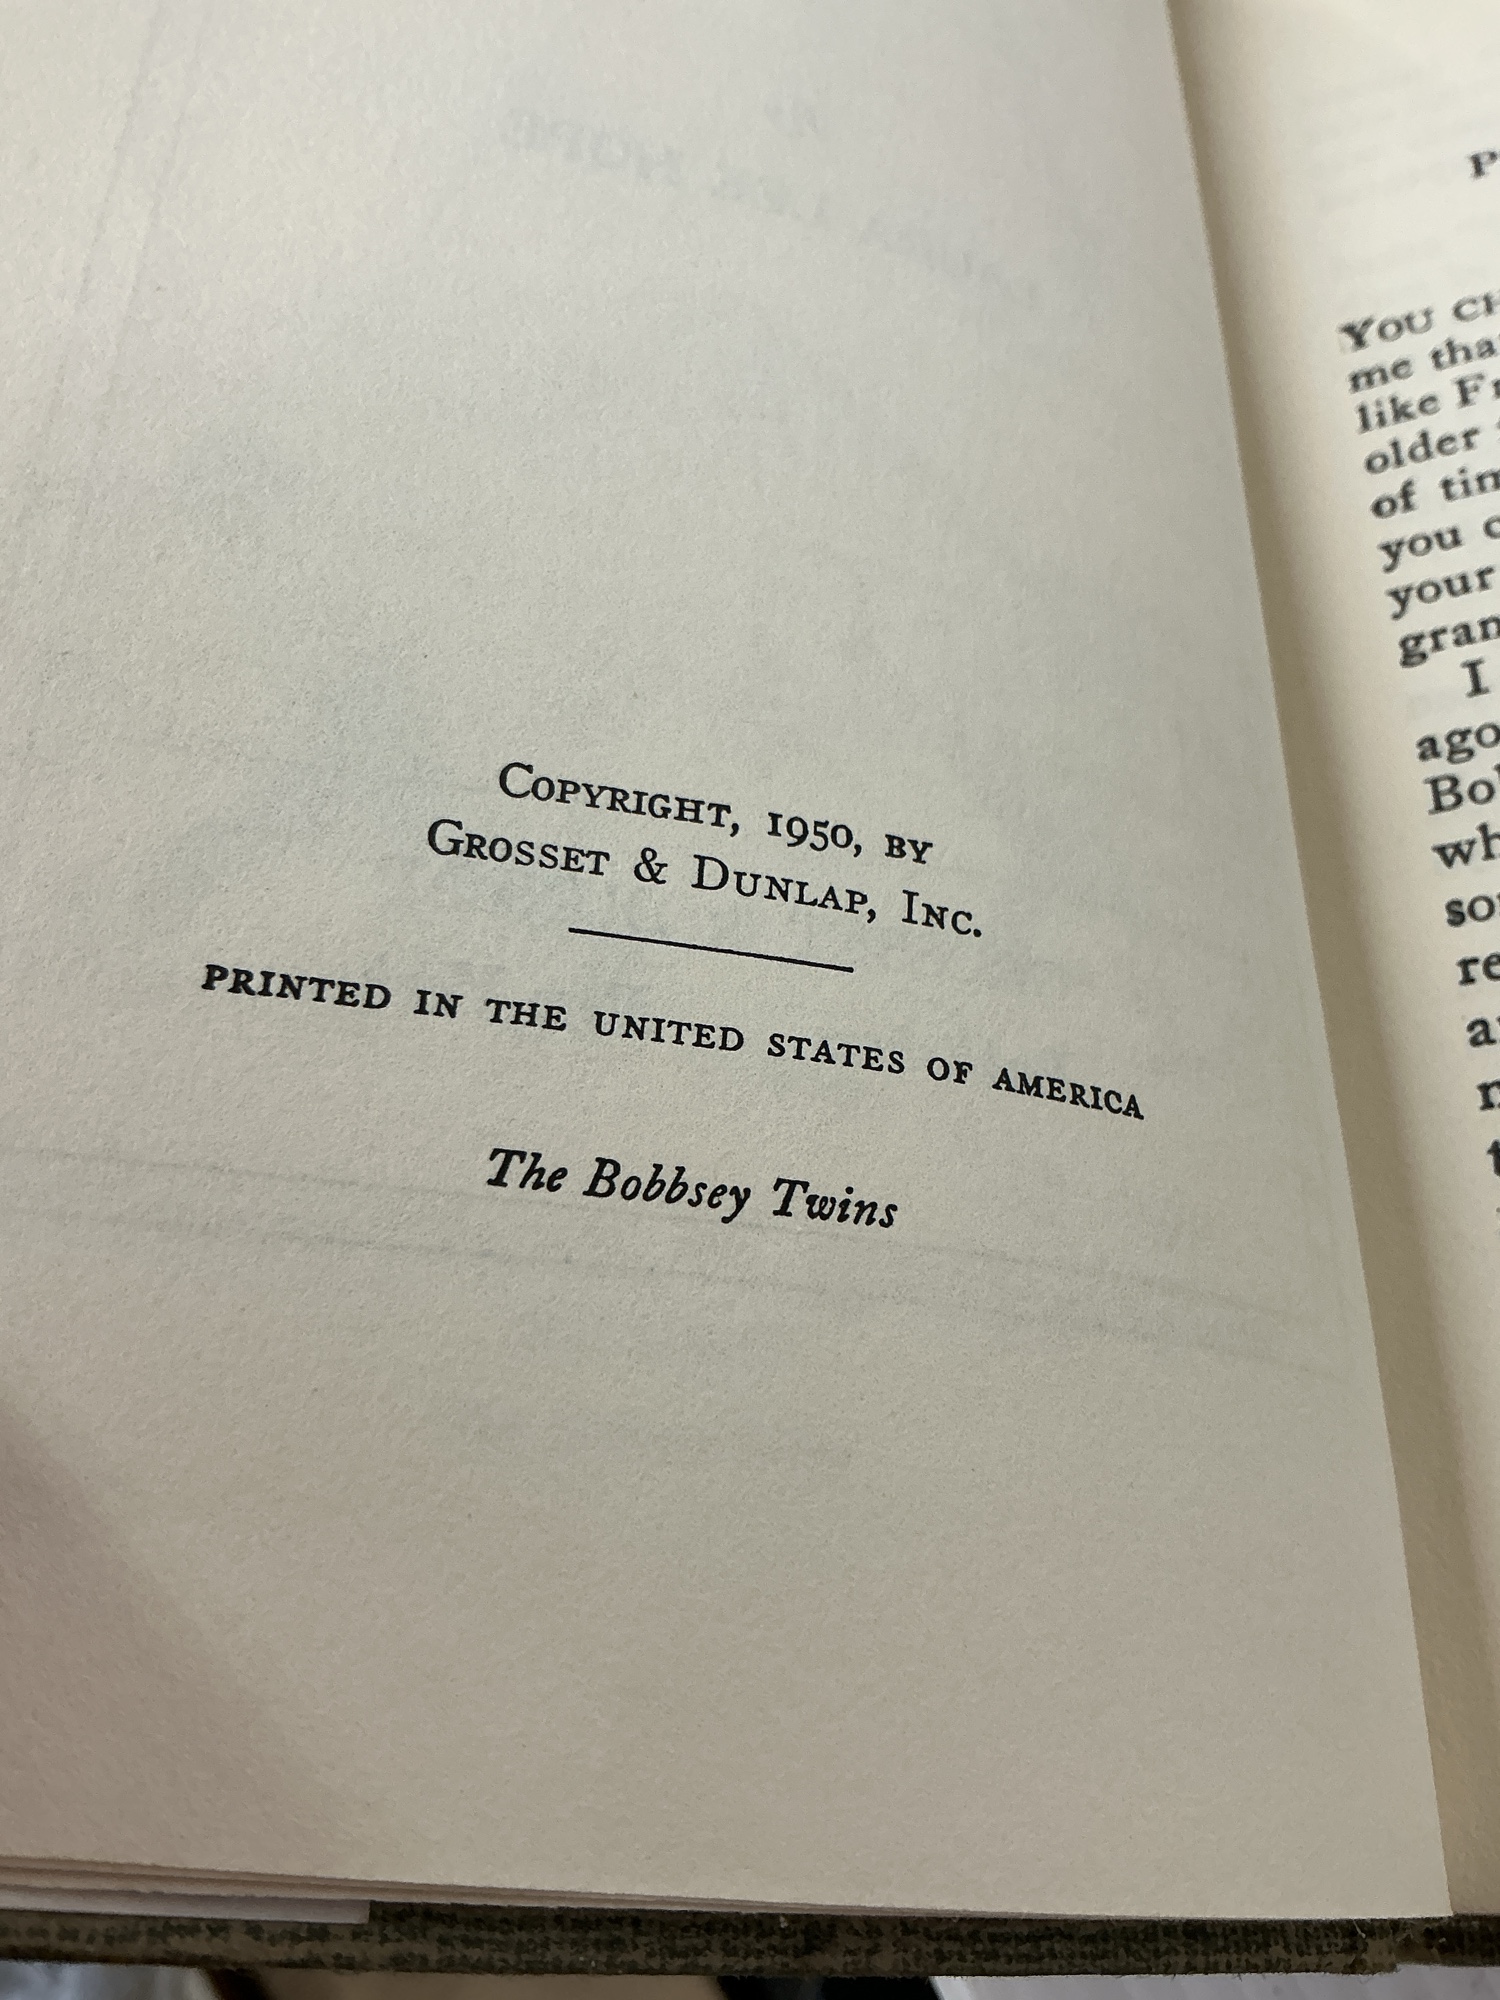 Copyright, 1950, by
Grosset & Dunlap, Inc.
PRINTED IN THE UNITED STATES OF AMERICA
The Bobbsey Twins
YOU
me
like
older
of
you
your
I
ago